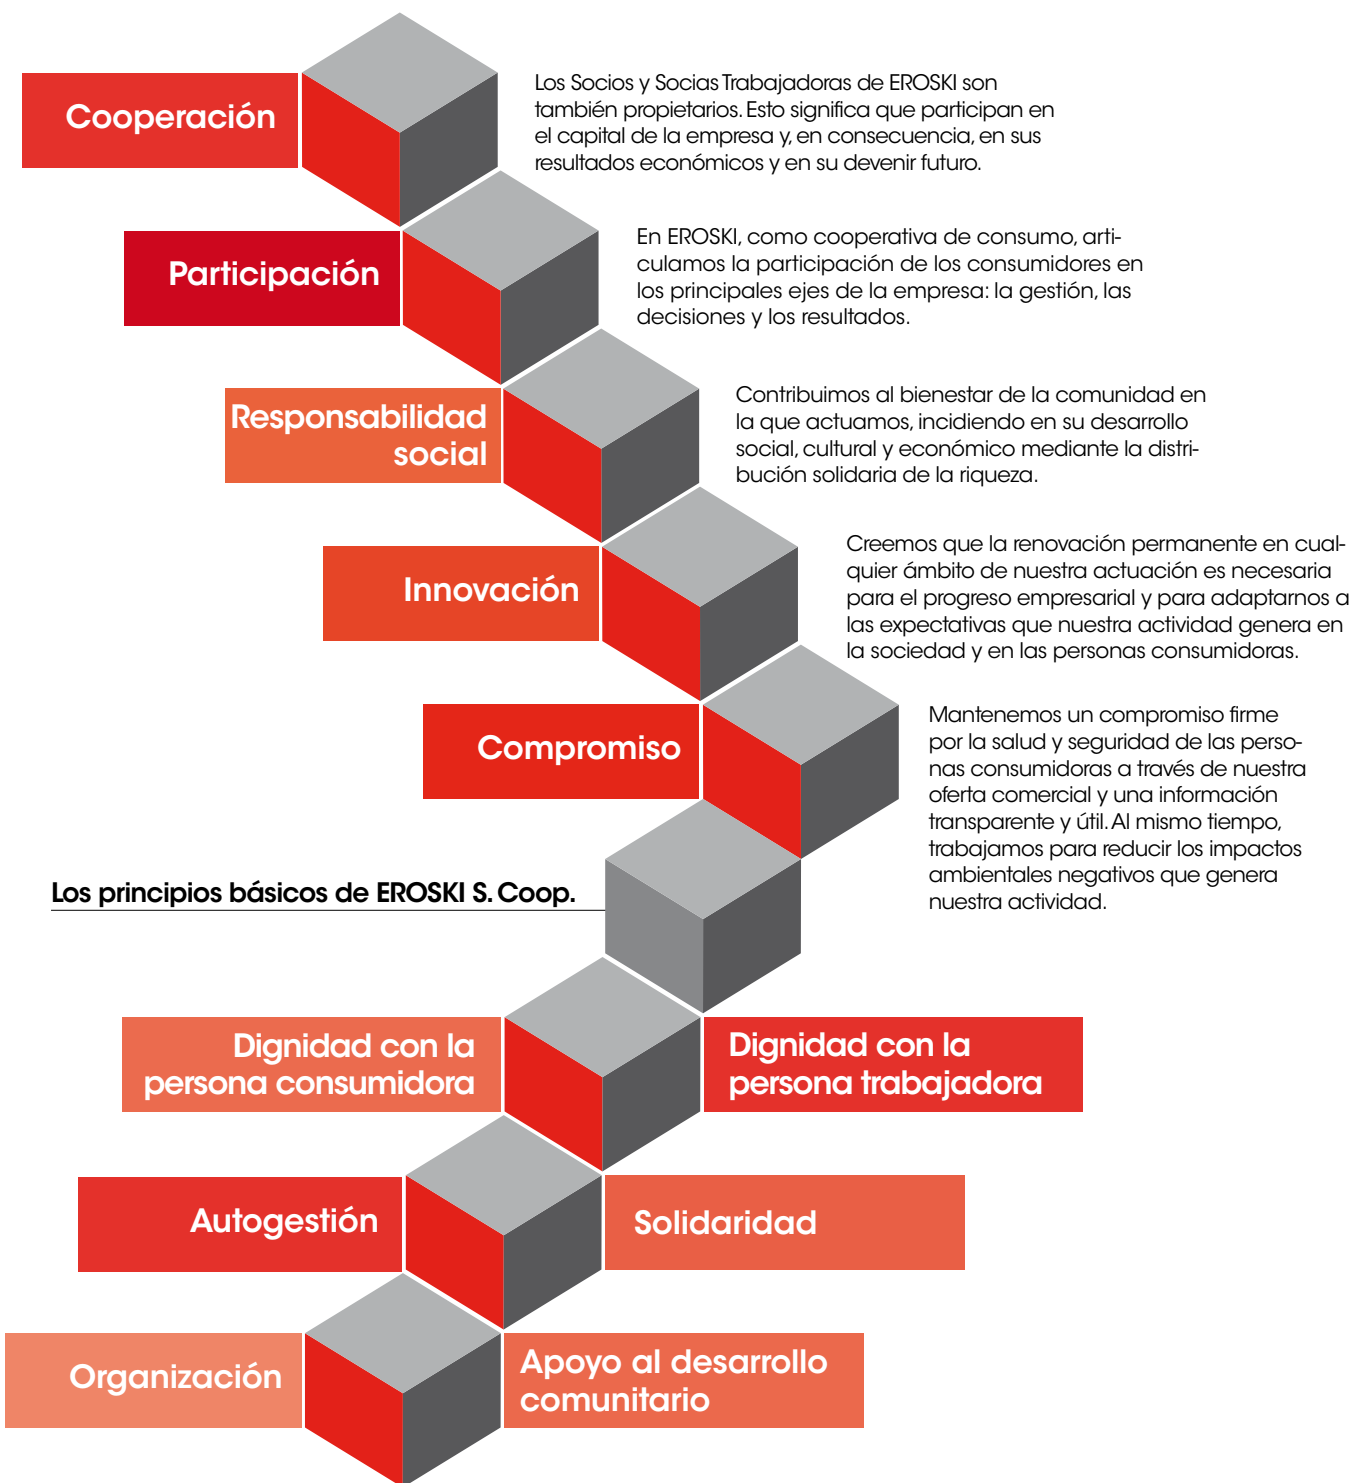 Cooperación
Los Socios y Socias Trabajadoras de EROSKI son
también propietarios. Esto significa que participan en
el capital de la empresa y, en consecuencia, en sus
resultados económicos y en su devenir futuro.
Participación
En EROSKI, como cooperativa de consumo, arti-
culamos la participación de los consumidores en
los principales ejes de la empresa: la gestión, las
decisiones y los resultados.
Responsabilidad
social
Contribuimos al bienestar de la comunidad en
la que actuamos, incidiendo en su desarrollo
social, cultural y económico mediante la distri-
bución solidaria de la riqueza.
Innovación
Creemos que la renovación permanente en cual-
quier ámbito de nuestra actuación es necesaria
para el progreso empresarial y para adaptarnos a
las expectativas que nuestra actividad genera en
la sociedad y en las personas consumidoras.
Compromiso
Mantenemos un compromiso firme
por la salud y seguridad de las perso-
nas consumidoras a través de nuestra
oferta comercial y una información
transparente y útil. Al mismo tiempo,
trabajamos para reducir los impactos
ambientales negativos que genera
nuestra actividad.
Los principios básicos de EROSKI S. Coop.
Dignidad con la
persona consumidora
Dignidad con la
persona trabajadora
Autogestión
Solidaridad
Organización
Apoyo al desarrollo
comunitario